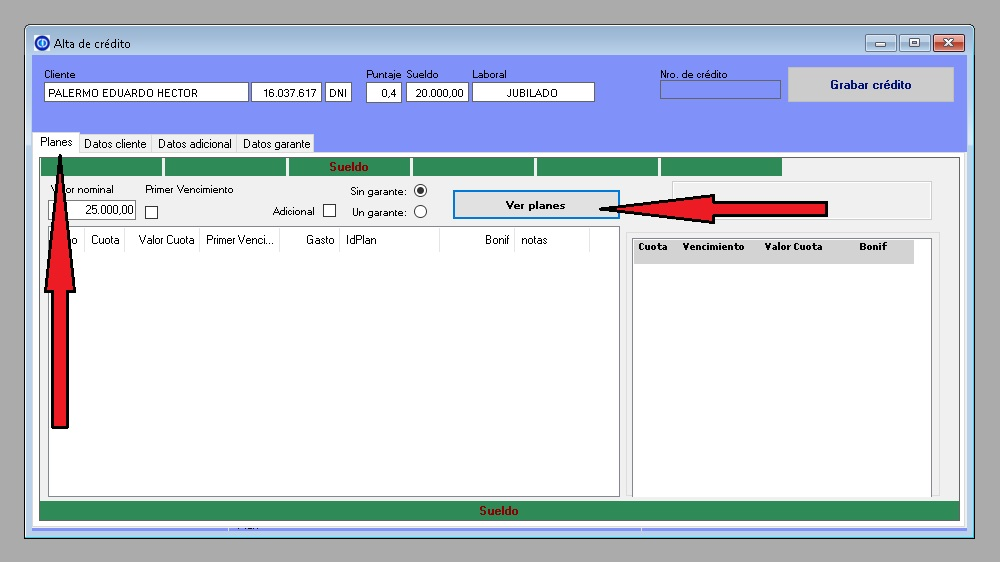 Alta de crédito
Cliente Puntaje Sueldo Laboral Nro. de crédito
PALERMO EDUARDO HECTOR 16.037.617 DNI 0,4 20.000,00 JUBILADO
Grabar crédito
Planes Datos cliente Datos adicional Datos garante
Sueldo
nominal Primer Vencimiento Sin garante:
25.000,00 Adicional Un garante: Ver planes
Cuota Valor Cuota Primer Venci... Gasto IdPlan Bonif notas
Cuota Vencimiento Valor Cuota Bonif
Sueldo